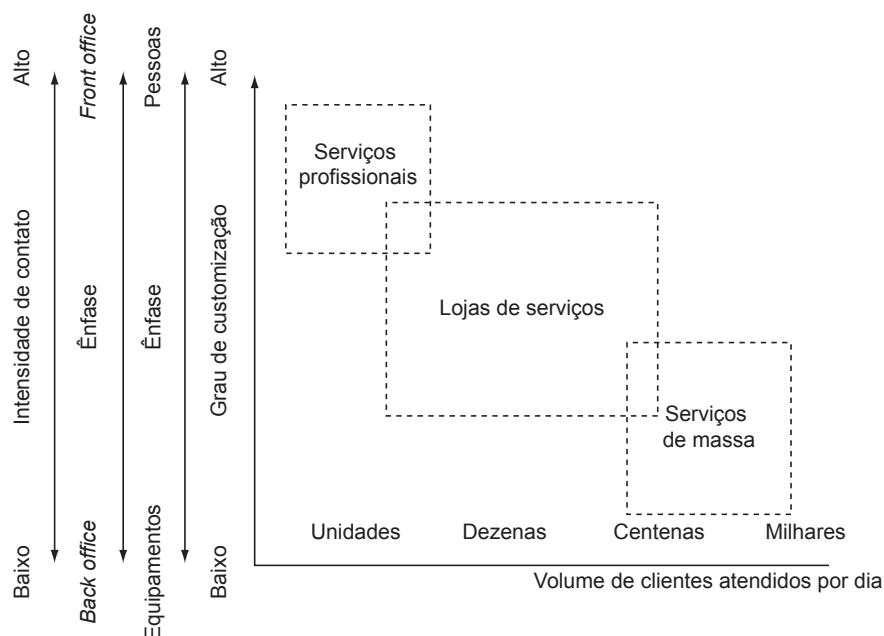 Alto
Front office
Pessoas
Alto
Intensidade de contato
Ênfase
Ênfase
Grau de customização
Baixo
Back office
Equipamentos
Baixo
Serviços
profissionais
Lojas de serviços
Serviços
de massa
Unidades
Dezenas
Centenas
Milhares
Volume de clientes atendidos por dia